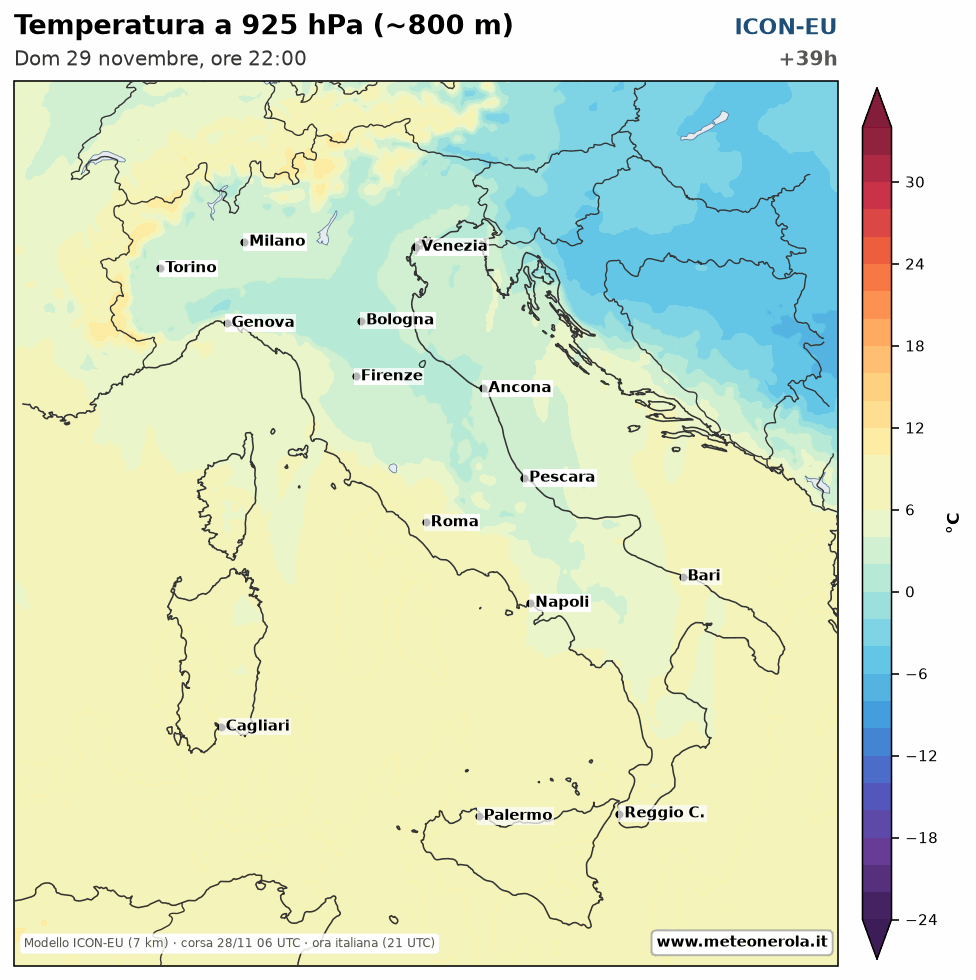 Temperatura a 925 hPa (~800 m)
ICON-EU
Dom 29 novembre, ore 22:00
+39h
Milano
Venezia
Torino
Genova
Bologna
Firenze
Ancona
Pescara
Roma
Bari
Napoli
Cagliari
Palermo
Reggio C.
30
24
18
12
6
0
−6
−12
−18
−24
°C
Modello ICON-EU (7 km) · corsa 28/11 06 UTC · ora italiana (21 UTC)
www.meteonerola.it